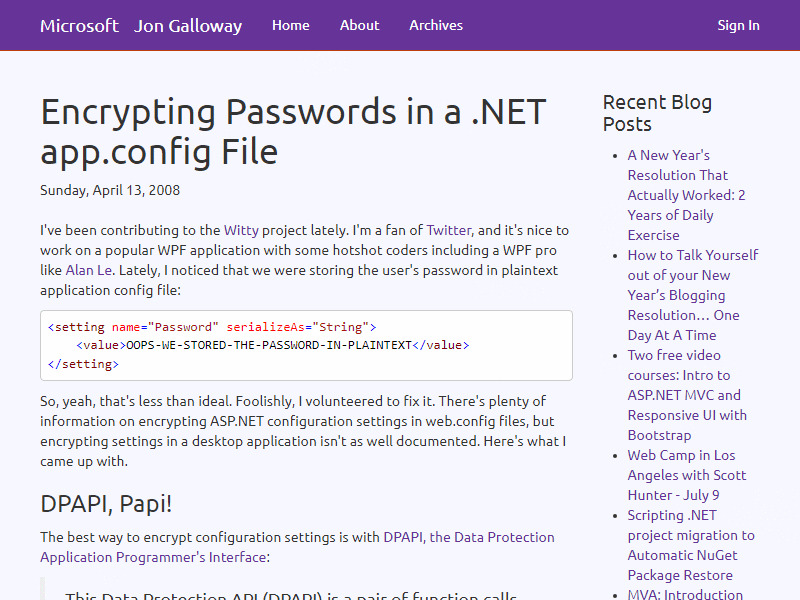 Microsoft Jon Galloway Home About Archives Sign In
Encrypting Passwords in a .NET
app.config File
Sunday, April 13, 2008
I've been contributing to the Witty project lately. I'm a fan of Twitter, and it's nice to
work on a popular WPF application with some hotshot coders including a WPF pro
like Alan Le. Lately, I noticed that we were storing the user's password in plaintext
application config file:
<setting name="Password" serializeAs="String">
    <value>OOPS-WE-STORED-THE-PASSWORD-IN-PLAINTEXT</value>
</setting>
So, yeah, that's less than ideal. Foolishly, I volunteered to fix it. There's plenty of
information on encrypting ASP.NET configuration settings in web.config files, but
encrypting settings in a desktop application isn't as well documented. Here's what I
came up with.
DPAPI, Papi!
The best way to encrypt configuration settings is with DPAPI, the Data Protection
Application Programmer's Interface:
This Data Protection API (DPAPI) is a pair of function calls
Recent Blog
Posts
A New Year's
Resolution That
Actually Worked: 2
Years of Daily
Exercise
How to Talk Yourself
out of your New
Year’s Blogging
Resolution… One
Day At A Time
Two free video
courses: Intro to
ASP.NET MVC and
Responsive UI with
Bootstrap
Web Camp in Los
Angeles with Scott
Hunter - July 9
Scripting .NET
project migration to
Automatic NuGet
Package Restore
MVA: Introduction